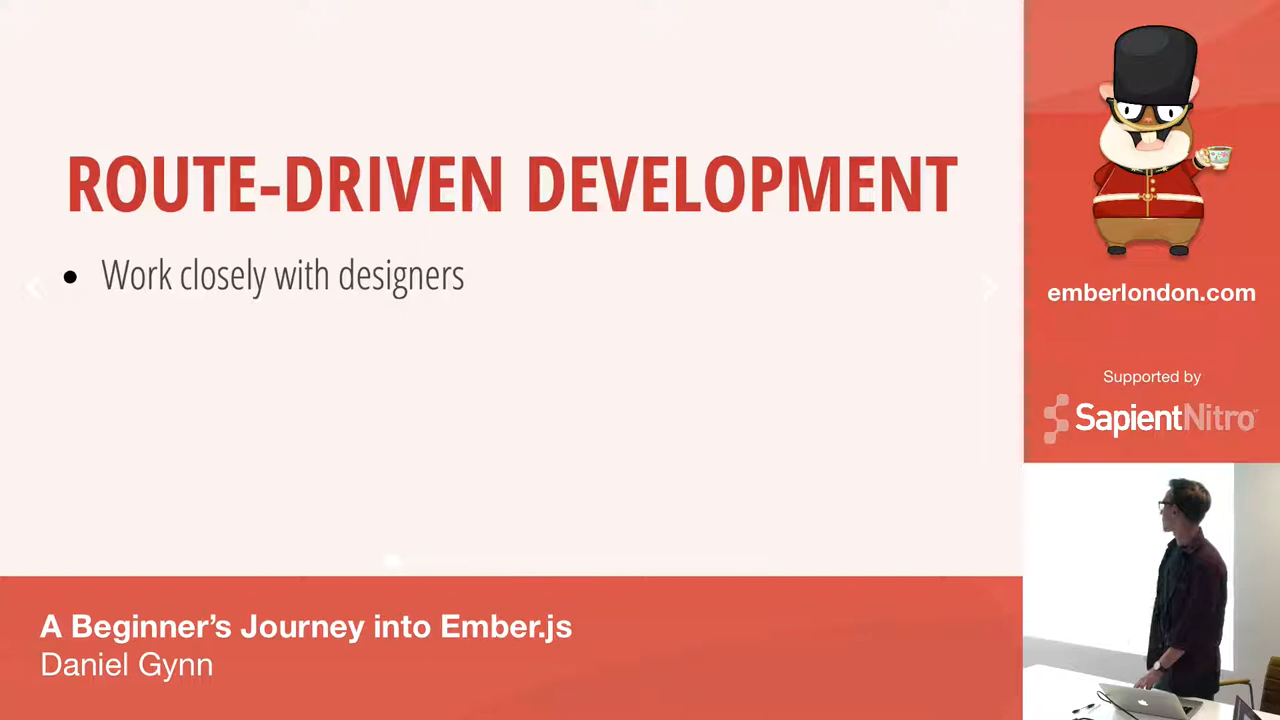 ROUTE-DRIVEN DEVELOPMENT
• Work closely with designers
emberlondon.com
Supported by
SapientNitro
A Beginner’s Journey into Ember.js
Daniel Gynn